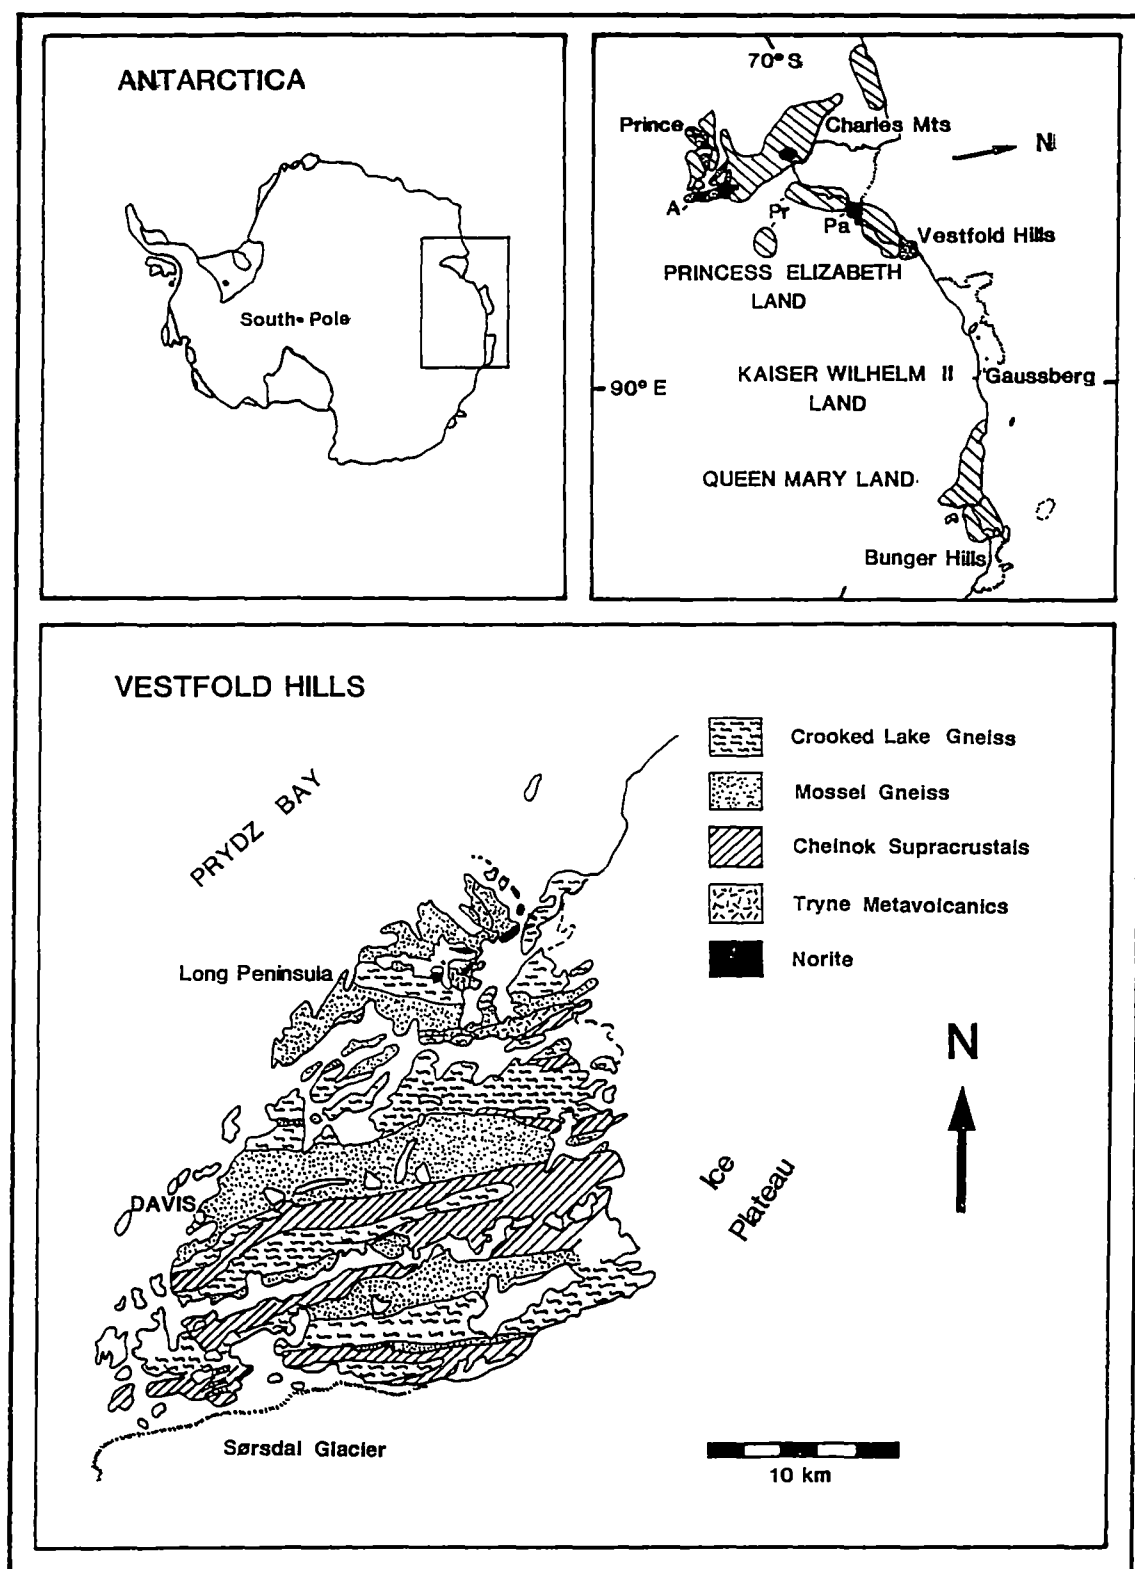 ANTARCTICA
South Pole
70° S
Prince
Charles Mts
N
A
Pr
Pa
Vestfold Hills
PRINCESS ELIZABETH
LAND
90° E
KAISER WILHELM II
LAND
Gaussberg
QUEEN MARY LAND
Bunger Hills
VESTFOLD HILLS
Crooked Lake Gneiss
Mossel Gneiss
Chelnok Supracrustals
Tryne Metavolcanics
Norite
PRYDZ BAY
Long Peninsula
N
Ice
Plateau
DAVIS
Sørsdal Glacier
10 km